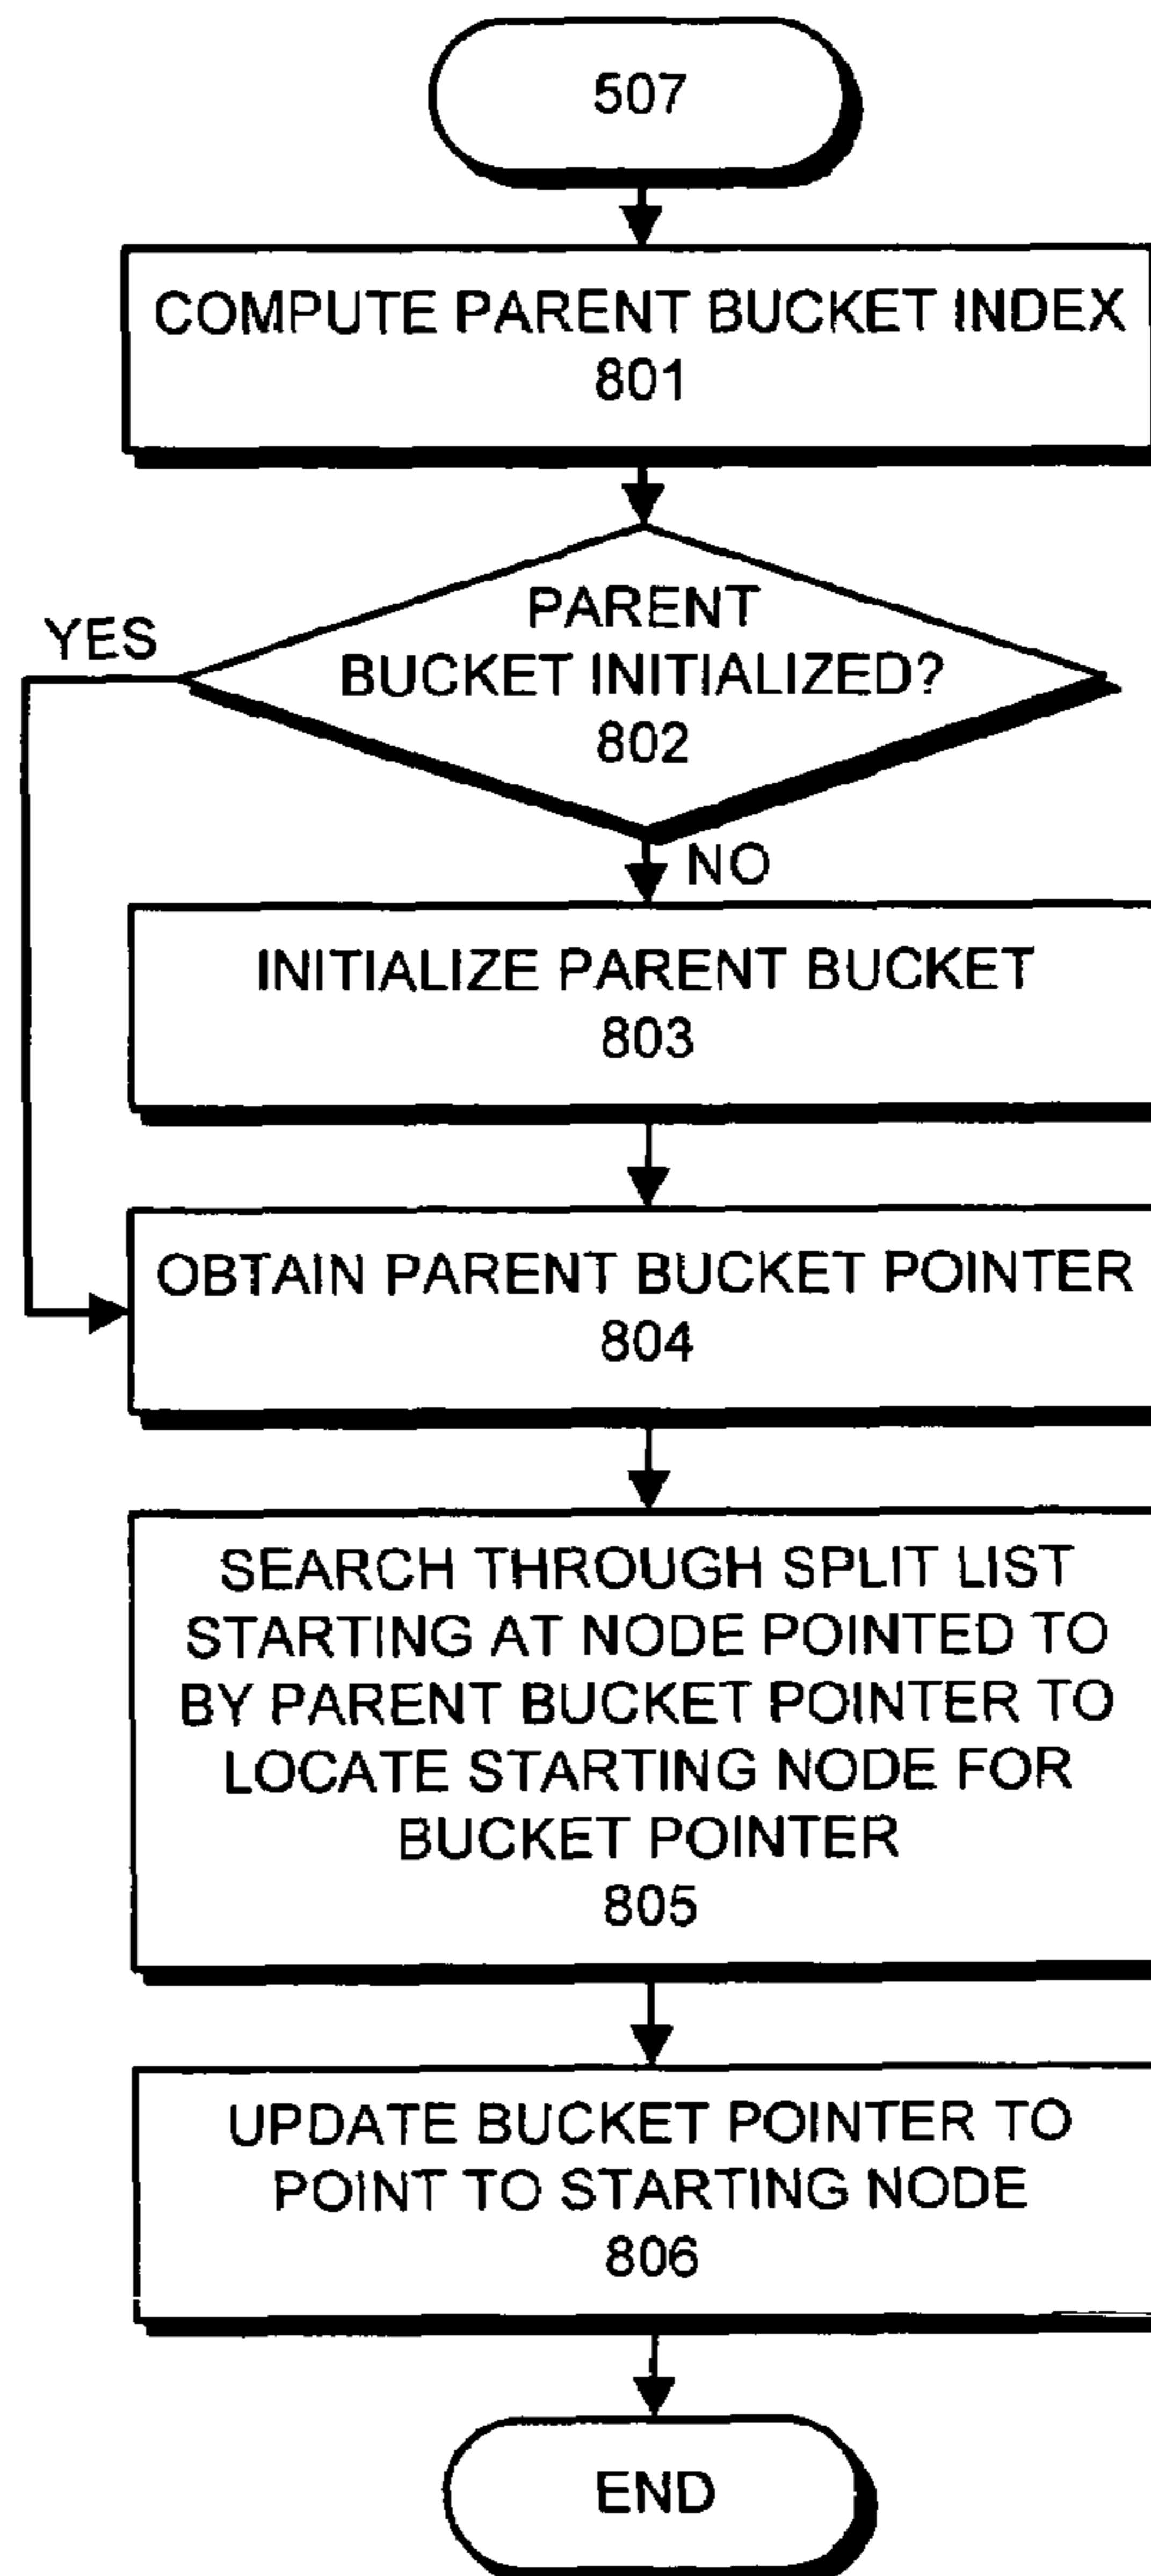 507
COMPUTE PARENT BUCKET INDEX
801
PARENT
BUCKET INITIALIZED?
802
YES
NO
INITIALIZE PARENT BUCKET
803
OBTAIN PARENT BUCKET POINTER
804
SEARCH THROUGH SPLIT LIST
STARTING AT NODE POINTED TO
BY PARENT BUCKET POINTER TO
LOCATE STARTING NODE FOR
BUCKET POINTER
805
UPDATE BUCKET POINTER TO
POINT TO STARTING NODE
806
END